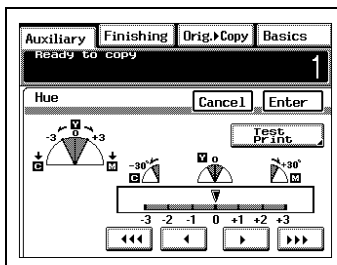 Auxiliary Finishing Orig.▸Copy Basics
Ready to copy
1
Hue Cancel Enter
Test
Print
Y
-3 0 +3
C M
-30° Y 0 +30°
C M
-3 -2 -1 0 +1 +2 +3